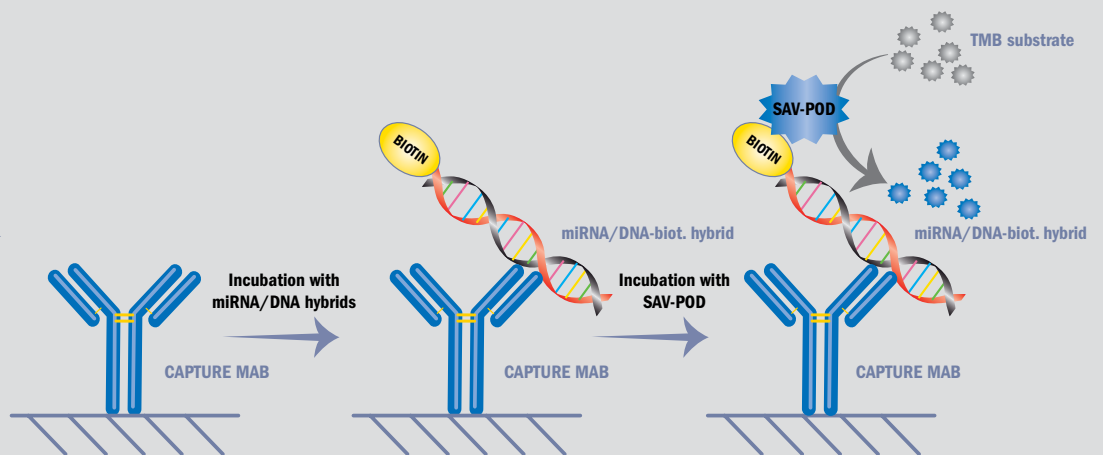 TMB substrate
SAV-POD
BIOTIN
BIOTIN
miRNA/DNA-biot. hybrid
miRNA/DNA-biot. hybrid
Incubation with
miRNA/DNA hybrids
Incubation with
SAV-POD
CAPTURE MAB
CAPTURE MAB
CAPTURE MAB